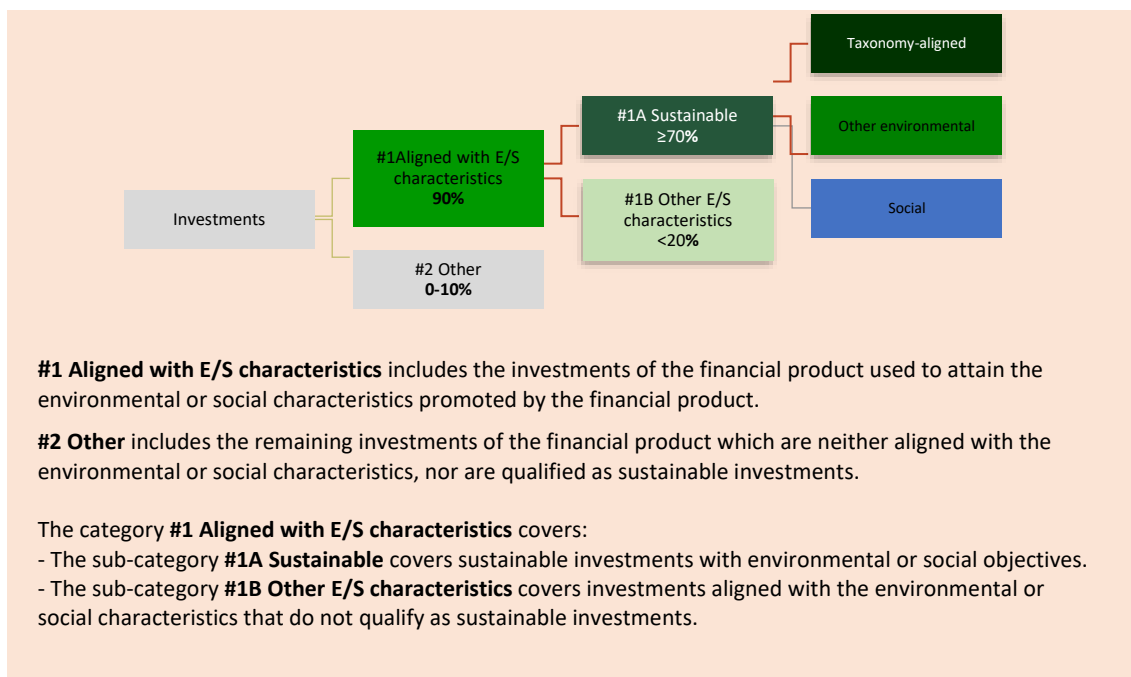 Taxonomy-aligned
#1A Sustainable
≥70%
Other environmental
#1Aligned with E/S
characteristics
90%
#1B Other E/S
characteristics
<20%
Social
Investments
#2 Other
0-10%
#1 Aligned with E/S characteristics includes the investments of the financial product used to attain the
environmental or social characteristics promoted by the financial product.
#2 Other includes the remaining investments of the financial product which are neither aligned with the
environmental or social characteristics, nor are qualified as sustainable investments.
The category #1 Aligned with E/S characteristics covers:
- The sub-category #1A Sustainable covers sustainable investments with environmental or social objectives.
- The sub-category #1B Other E/S characteristics covers investments aligned with the environmental or
social characteristics that do not qualify as sustainable investments.